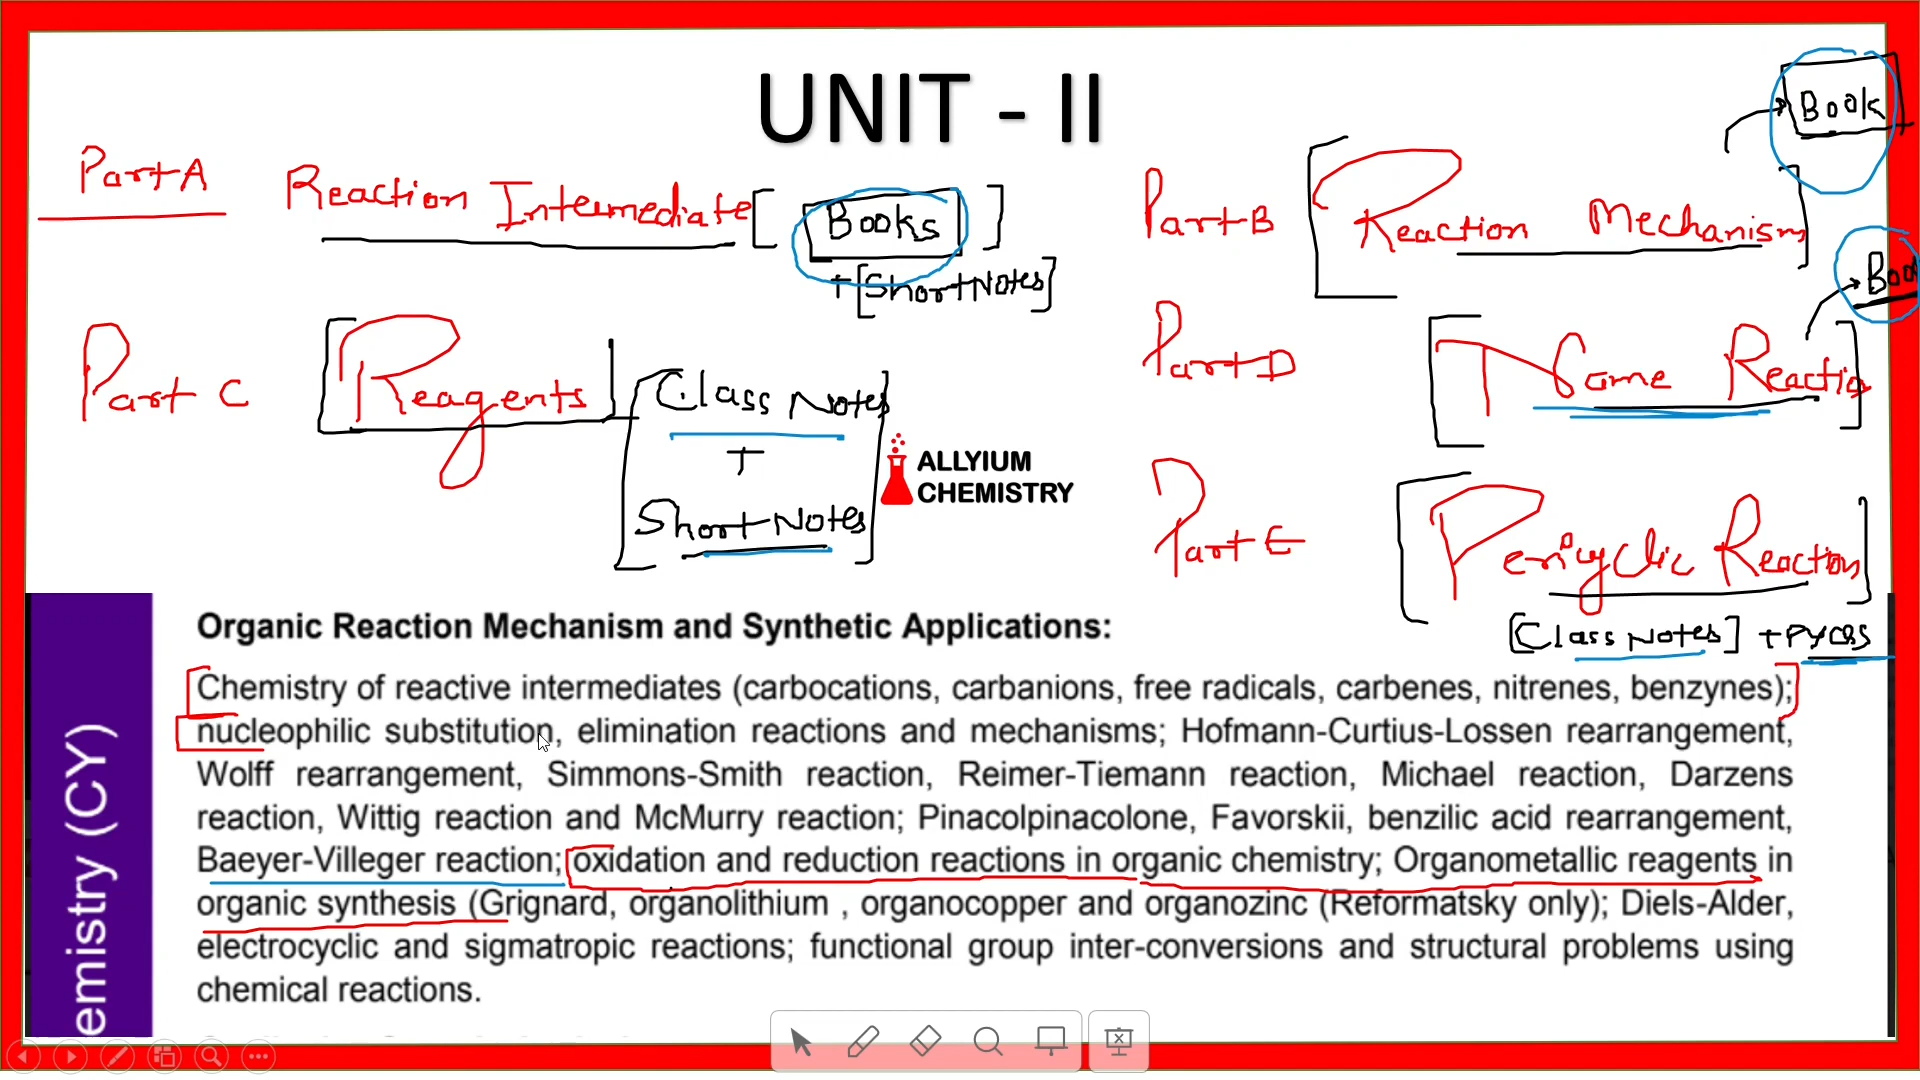 UNIT - II
Part A Reaction Intermediate [Books]
+ [Short Notes]
Part B [Reaction Mechanism]
Book
Part C [Reagents]
[Class Notes
+
Short Notes]
Part D [Name Reaction]
Boo
ALLYIUM
CHEMISTRY
Part E [Pericyclic Reaction]
[Class Notes] + PYQs
emistry (CY)
Organic Reaction Mechanism and Synthetic Applications:
Chemistry of reactive intermediates (carbocations, carbanions, free radicals, carbenes, nitrenes, benzynes);
nucleophilic substitution, elimination reactions and mechanisms; Hofmann-Curtius-Lossen rearrangement,
Wolff rearrangement, Simmons-Smith reaction, Reimer-Tiemann reaction, Michael reaction, Darzens
reaction, Wittig reaction and McMurry reaction; Pinacolpinacolone, Favorskii, benzilic acid rearrangement,
Baeyer-Villeger reaction; oxidation and reduction reactions in organic chemistry; Organometallic reagents in
organic synthesis (Grignard, organolithium , organocopper and organozinc (Reformatsky only); Diels-Alder,
electrocyclic and sigmatropic reactions; functional group inter-conversions and structural problems using
chemical reactions.